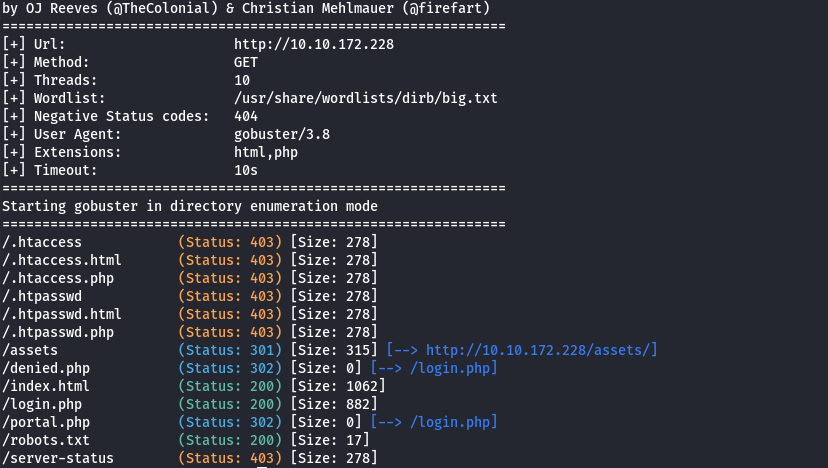 by OJ Reeves (@TheColonial) & Christian Mehlmauer (@firefart)
===============================================================
[+] Url:                     http://10.10.172.228
[+] Method:                  GET
[+] Threads:                 10
[+] Wordlist:                /usr/share/wordlists/dirb/big.txt
[+] Negative Status codes:   404
[+] User Agent:              gobuster/3.8
[+] Extensions:              html,php
[+] Timeout:                 10s
===============================================================
Starting gobuster in directory enumeration mode
===============================================================
/.htaccess            (Status: 403) [Size: 278]
/.htaccess.html       (Status: 403) [Size: 278]
/.htaccess.php        (Status: 403) [Size: 278]
/.htpasswd            (Status: 403) [Size: 278]
/.htpasswd.html       (Status: 403) [Size: 278]
/.htpasswd.php        (Status: 403) [Size: 278]
/assets               (Status: 301) [Size: 315] [--> http://10.10.172.228/assets/]
/denied.php           (Status: 302) [Size: 0] [--> /login.php]
/index.html           (Status: 200) [Size: 1062]
/login.php            (Status: 200) [Size: 882]
/portal.php           (Status: 302) [Size: 0] [--> /login.php]
/robots.txt           (Status: 200) [Size: 17]
/server-status        (Status: 403) [Size: 278]